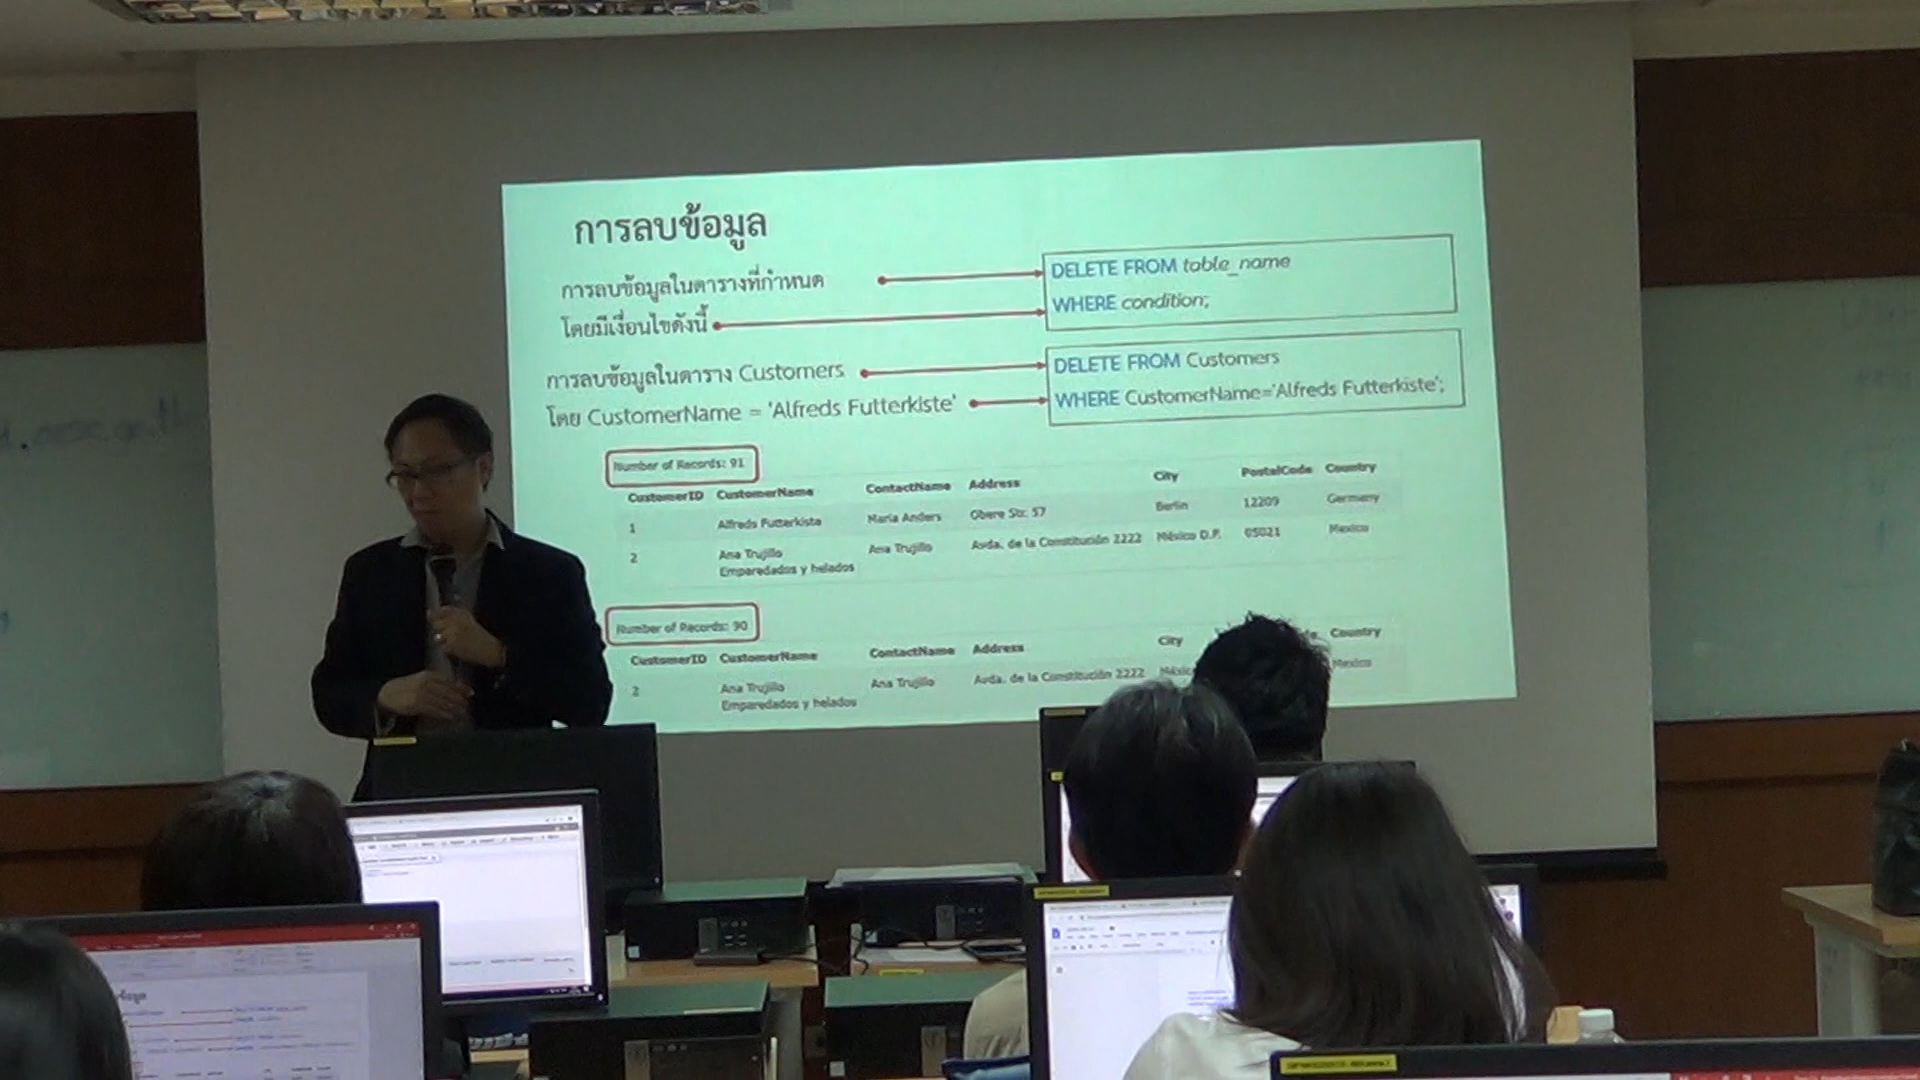 การลบข้อมูล
การลบข้อมูลในตารางที่กำหนด
DELETE FROM table_name
โดยมีเงื่อนไขดังนี้
WHERE condition;
การลบข้อมูลในตาราง Customers
DELETE FROM Customers
โดย CustomerName = 'Alfreds Futterkiste'
WHERE CustomerName='Alfreds Futterkiste';
Number of Records: 91
CustomerID CustomerName ContactName Address City PostalCode Country
1 Alfreds Futterkiste Maria Anders Obere Str. 57 Berlin 12209 Germany
2 Ana Trujillo Emparedados y helados Ana Trujillo Avda. de la Constitución 2222 México D.F. 05021 Mexico
Number of Records: 90
CustomerID CustomerName ContactName Address City Country
2 Ana Trujillo Emparedados y helados Ana Trujillo Avda. de la Constitución 2222 Mexico